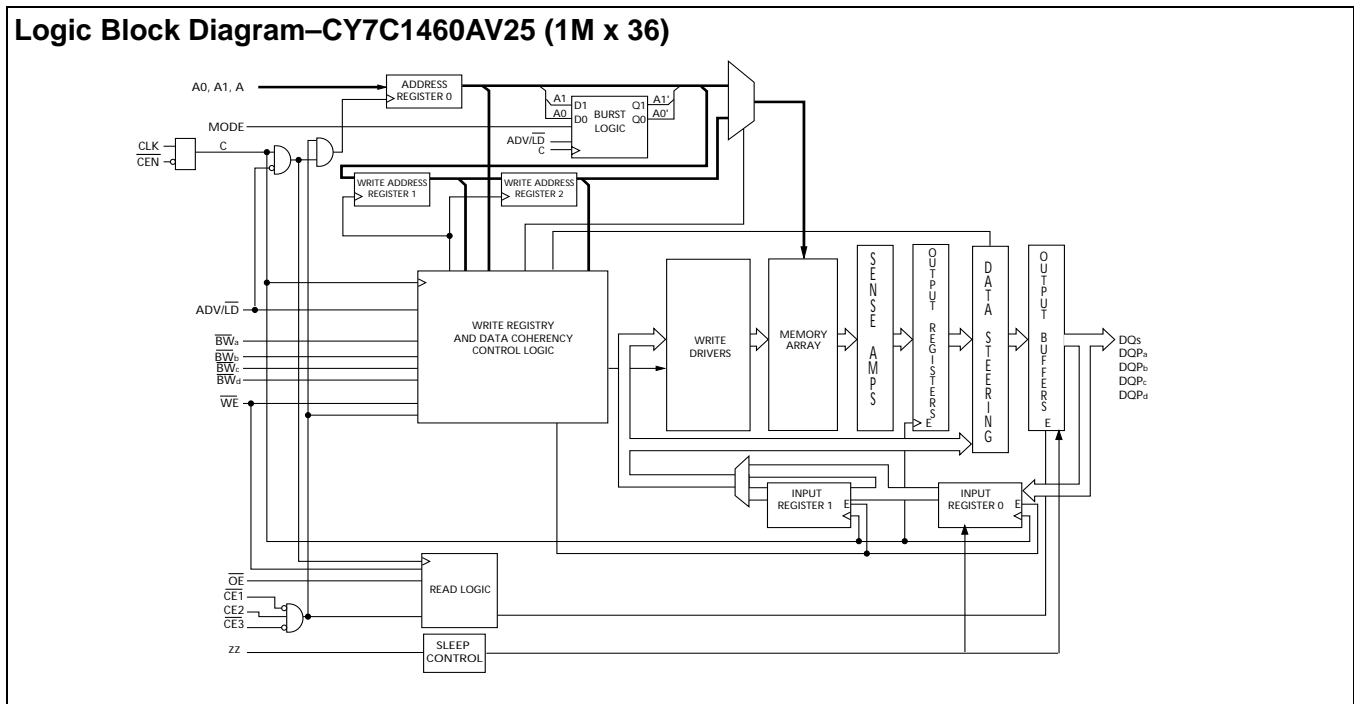 Logic Block Diagram–CY7C1460AV25 (1M x 36)
A0, A1, A
ADDRESS
REGISTER 0
A1
A0
D1
D0
BURST
LOGIC
Q1
Q0
A1'
A0'
MODE
ADV/LD
C
CLK
CEN
C
WRITE ADDRESS
REGISTER 1
WRITE ADDRESS
REGISTER 2
ADV/LD
BWa
BWb
BWc
BWd
WE
WRITE REGISTRY
AND DATA COHERENCY
CONTROL LOGIC
WRITE
DRIVERS
MEMORY
ARRAY
SENSE AMPS
OUTPUT REGISTERS
E
DATA STEERING
OUTPUT BUFFERS
E
DQs
DQPa
DQPb
DQPc
DQPd
INPUT
REGISTER 1
E
INPUT
REGISTER 0
E
OE
CE1
CE2
CE3
READ LOGIC
ZZ
SLEEP
CONTROL